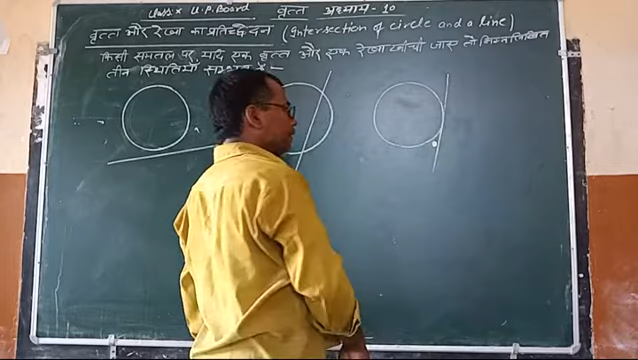 Class X U.P. Board वृत्त अध्याय - 10
वृत्त और रेखा का प्रतिच्छेदन (Intersection of circle and a line)
किसी समतल पर यदि एक वृत्त और एक रेखा खींची जाए तो निम्नलिखित
तीन स्थितियाँ सम्भव हैं :-